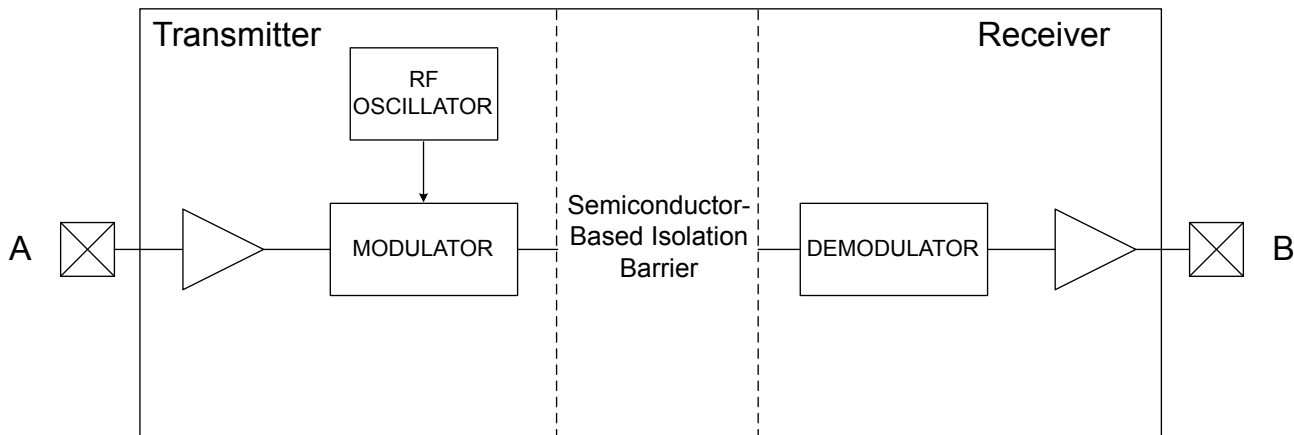 Transmitter
Receiver
RF
OSCILLATOR
A
MODULATOR
Semiconductor-
Based Isolation
Barrier
DEMODULATOR
B